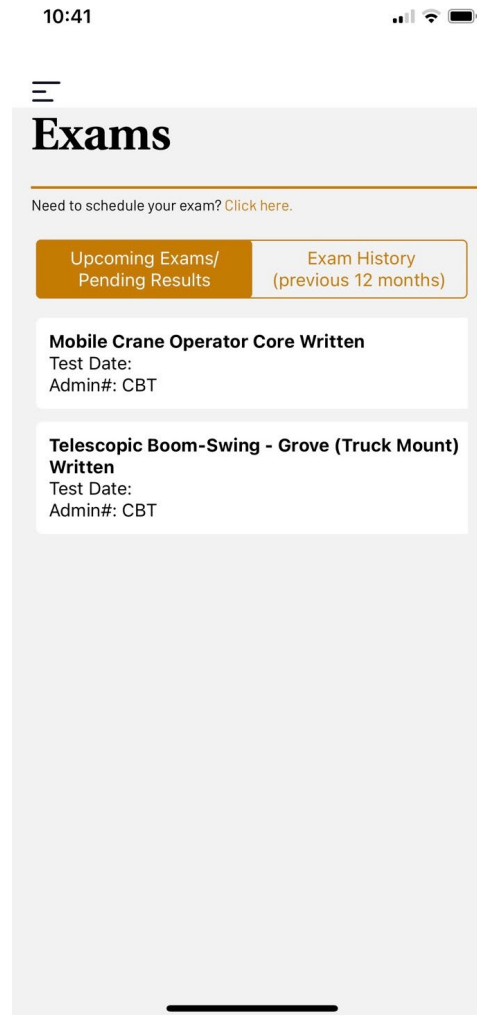 10:41
Exams
Need to schedule your exam? Click here.
Upcoming Exams/
Pending Results
Exam History
(previous 12 months)
Mobile Crane Operator Core Written
Test Date:
Admin#: CBT
Telescopic Boom-Swing - Grove (Truck Mount)
Written
Test Date:
Admin#: CBT